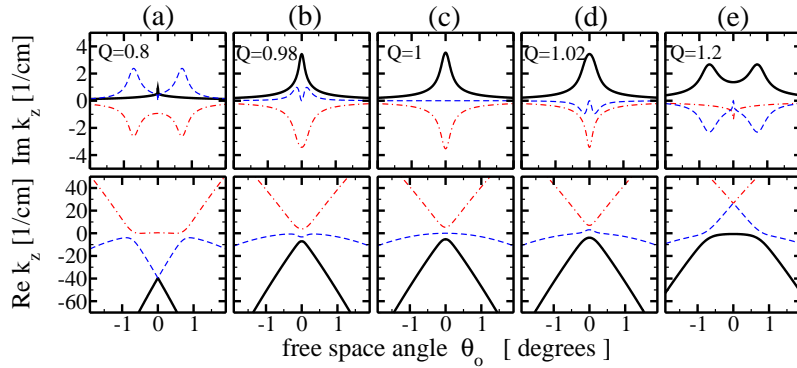 (a) (b) (c) (d) (e)
Q=0.8 Q=0.98 Q=1 Q=1.02 Q=1.2
4
2
0
-2
-4
Im k_z [1/cm]
40
20
0
-20
-40
-60
Re k_z [1/cm]
-1 0 1 -1 0 1 -1 0 1 -1 0 1 -1 0 1
free space angle θ_o [ degrees ]